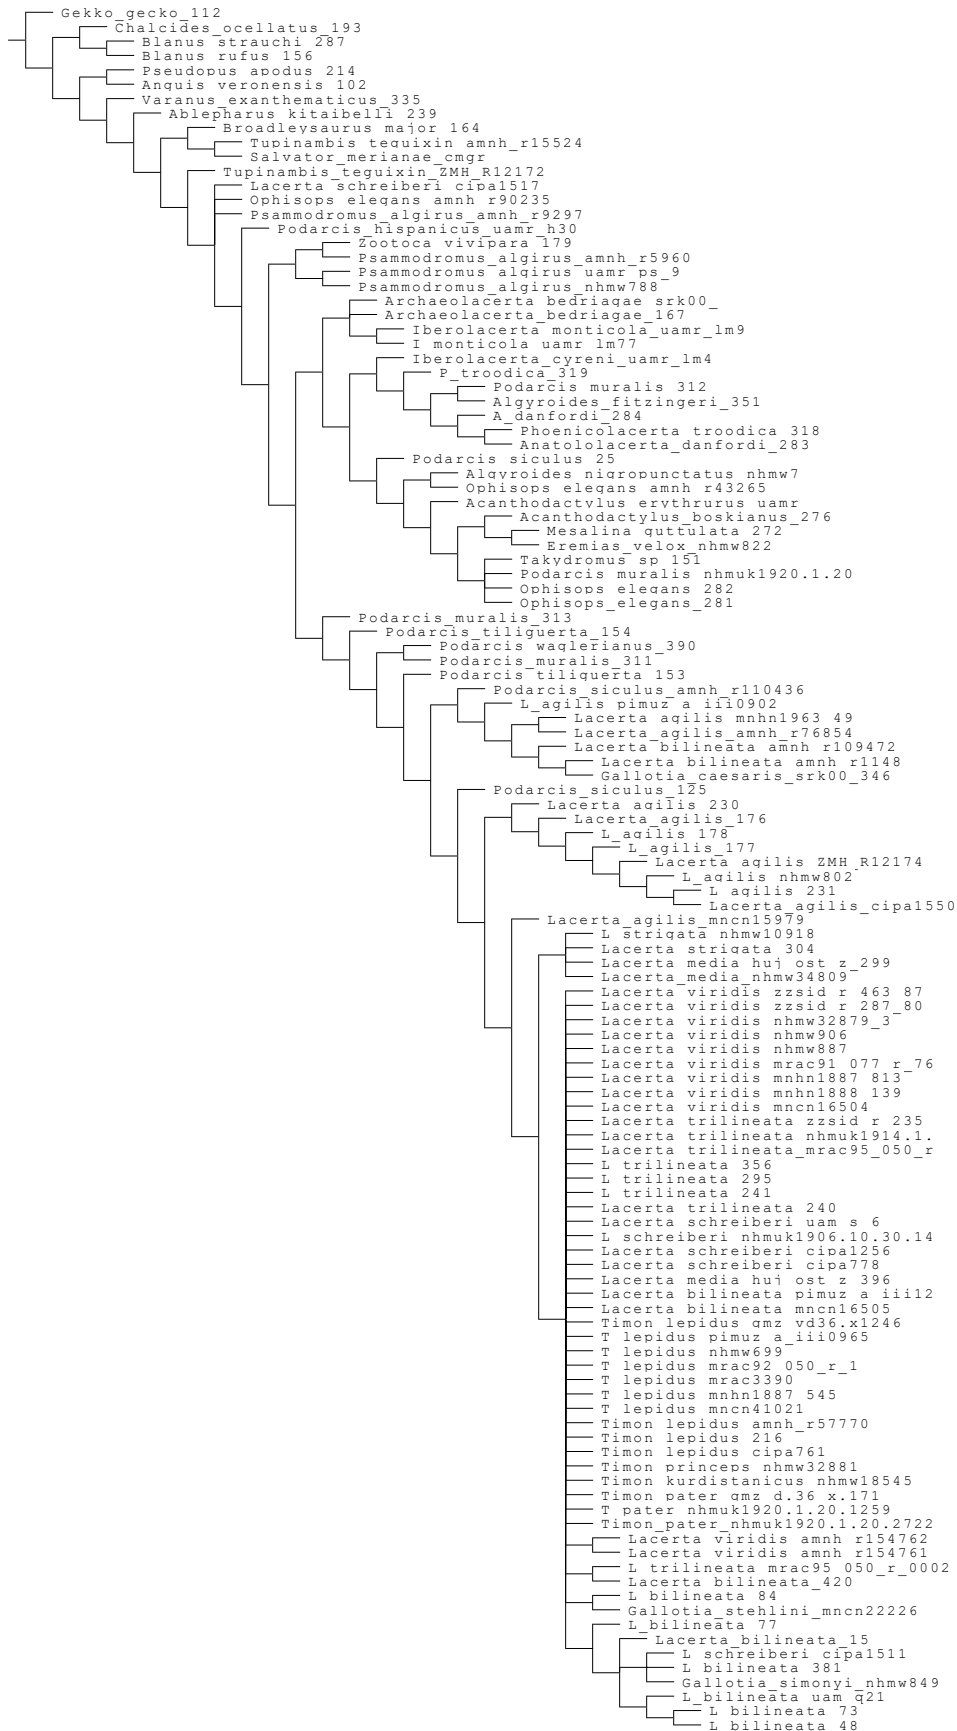 Gekko_gecko_112
Chalcides_ocellatus_193
Blanus_strauchi_287
Blanus_rufus_156
Pseudopus_apodus_214
Anguis_veronensis_102
Varanus_exanthematicus_335
Ablepharus_kitaibelli_239
Broadleysaurus_major_164
Tupinambis_teguixin_amnh_r15524
Salvator_merianae_cmgr
Tupinambis_teguixin_ZMH_R12172
Lacerta_schreiberi_cipa1517
Ophisops_elegans_amnh_r90235
Psammodromus_algirus_amnh_r9297
Podarcis_hispanicus_uamr_h30
Zootoca_vivipara_179
Psammodromus_algirus_amnh_r5960
Psammodromus_algirus_uamr_ps_9
Psammodromus_algirus_nhmw788
Archaeolacerta_bedriagae_srk00_
Archaeolacerta_bedriagae_167
Iberolacerta_monticola_uamr_lm9
I_monticola_uamr_lm77
Iberolacerta_cyreni_uamr_lm4
P_troodica_319
Podarcis_muralis_312
Algyroides_fitzingeri_351
A_danfordi_284
Phoenicolacerta_troodica_318
Anatololacerta_danfordi_283
Podarcis_siculus_25
Algyroides_nigropunctatus_nhmw7
Ophisops_elegans_amnh_r43265
Acanthodactylus_erythrurus_uamr
Acanthodactylus_boskianus_276
Mesalina_guttulata_272
Eremias_velox_nhmw822
Takydromus_sp_151
Podarcis_muralis_nhmuk1920.1.20
Ophisops_elegans_282
Ophisops_elegans_281
Podarcis_muralis_313
Podarcis_tiliguerta_154
Podarcis_waglerianus_390
Podarcis_muralis_311
Podarcis_tiliguerta_153
Podarcis_siculus_amnh_r110436
L_agilis_pimuz_a_iii0902
Lacerta_agilis_mnhn1963_49
Lacerta_agilis_amnh_r76854
Lacerta_bilineata_amnh_r109472
Lacerta_bilineata_amnh_r1148
Gallotia_caesaris_srk00_346
Podarcis_siculus_125
Lacerta_agilis_230
Lacerta_agilis_176
L_agilis_178
L_agilis_177
Lacerta_agilis_ZMH_R12174
L_agilis_nhmw802
L_agilis_231
Lacerta_agilis_cipa1550
Lacerta_agilis_mncn15979
L_strigata_nhmw10918
Lacerta_strigata_304
Lacerta_media_huj_ost_z_299
Lacerta_media_nhmw34809
Lacerta_viridis_zzsid_r_463_87
Lacerta_viridis_zzsid_r_287_80
Lacerta_viridis_nhmw32879_3
Lacerta_viridis_nhmw906
Lacerta_viridis_nhmw887
Lacerta_viridis_mrac91_077_r_76
Lacerta_viridis_mnhn1887_813
Lacerta_viridis_mnhn1888_139
Lacerta_viridis_mncn16504
Lacerta_trilineata_zzsid_r_235
Lacerta_trilineata_nhmuk1914.1.
Lacerta_trilineata_mrac95_050_r
L_trilineata_356
L_trilineata_295
L_trilineata_241
Lacerta_trilineata_240
Lacerta_schreiberi_uam_s_6
L_schreiberi_nhmuk1906.10.30.14
Lacerta_schreiberi_cipa1256
Lacerta_schreiberi_cipa778
Lacerta_media_huj_ost_z_396
Lacerta_bilineata_pimuz_a_iii12
Lacerta_bilineata_mncn16505
Timon_lepidus_gmz_vd36.x1246
T_lepidus_pimuz_a_iii0965
T_lepidus_nhmw699
T_lepidus_mrac92_050_r_1
T_lepidus_mrac3390
T_lepidus_mnhn1887_545
T_lepidus_mncn41021
Timon_lepidus_amnh_r57770
Timon_lepidus_216
Timon_lepidus_cipa761
Timon_princeps_nhmw32881
Timon_kurdistanicus_nhmw18545
Timon_pater_gmz_d.36_x.171
T_pater_nhmuk1920.1.20.1259
Timon_pater_nhmuk1920.1.20.2722
Lacerta_viridis_amnh_r154762
Lacerta_viridis_amnh_r154761
L_trilineata_mrac95_050_r_0002
Lacerta_bilineata_420
L_bilineata_84
Gallotia_stehlini_mncn22226
L_bilineata_77
Lacerta_bilineata_15
L_schreiberi_cipa1511
L_bilineata_381
Gallotia_simonyi_nhmw849
L_bilineata_uam_g21
L_bilineata_73
L_bilineata_48